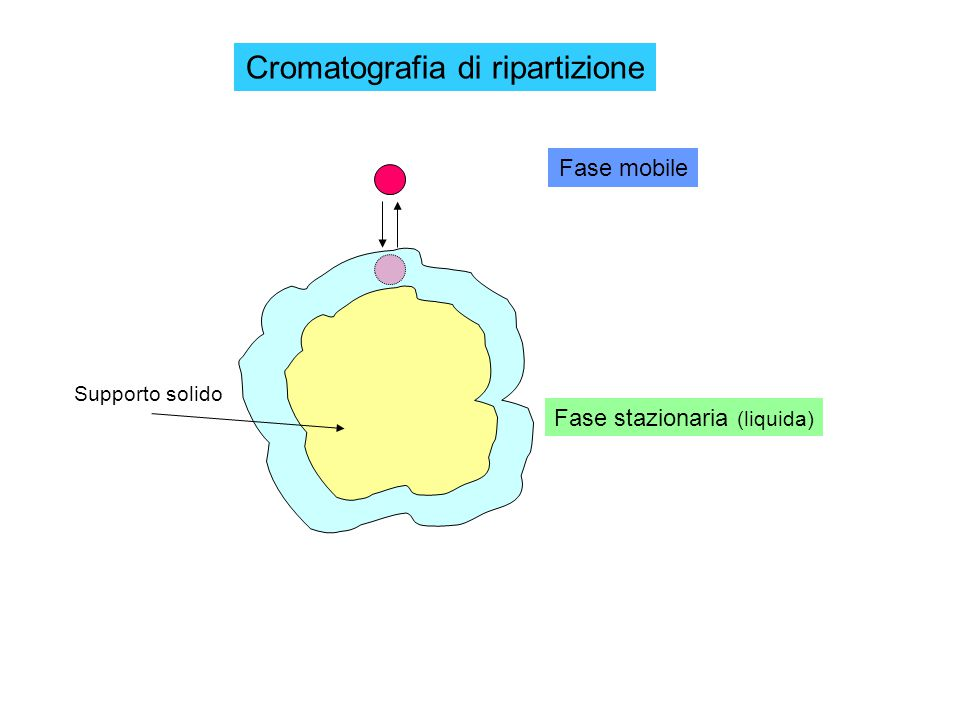 Cromatografia di ripartizione
Fase mobile
Supporto solido
Fase stazionaria (liquida)